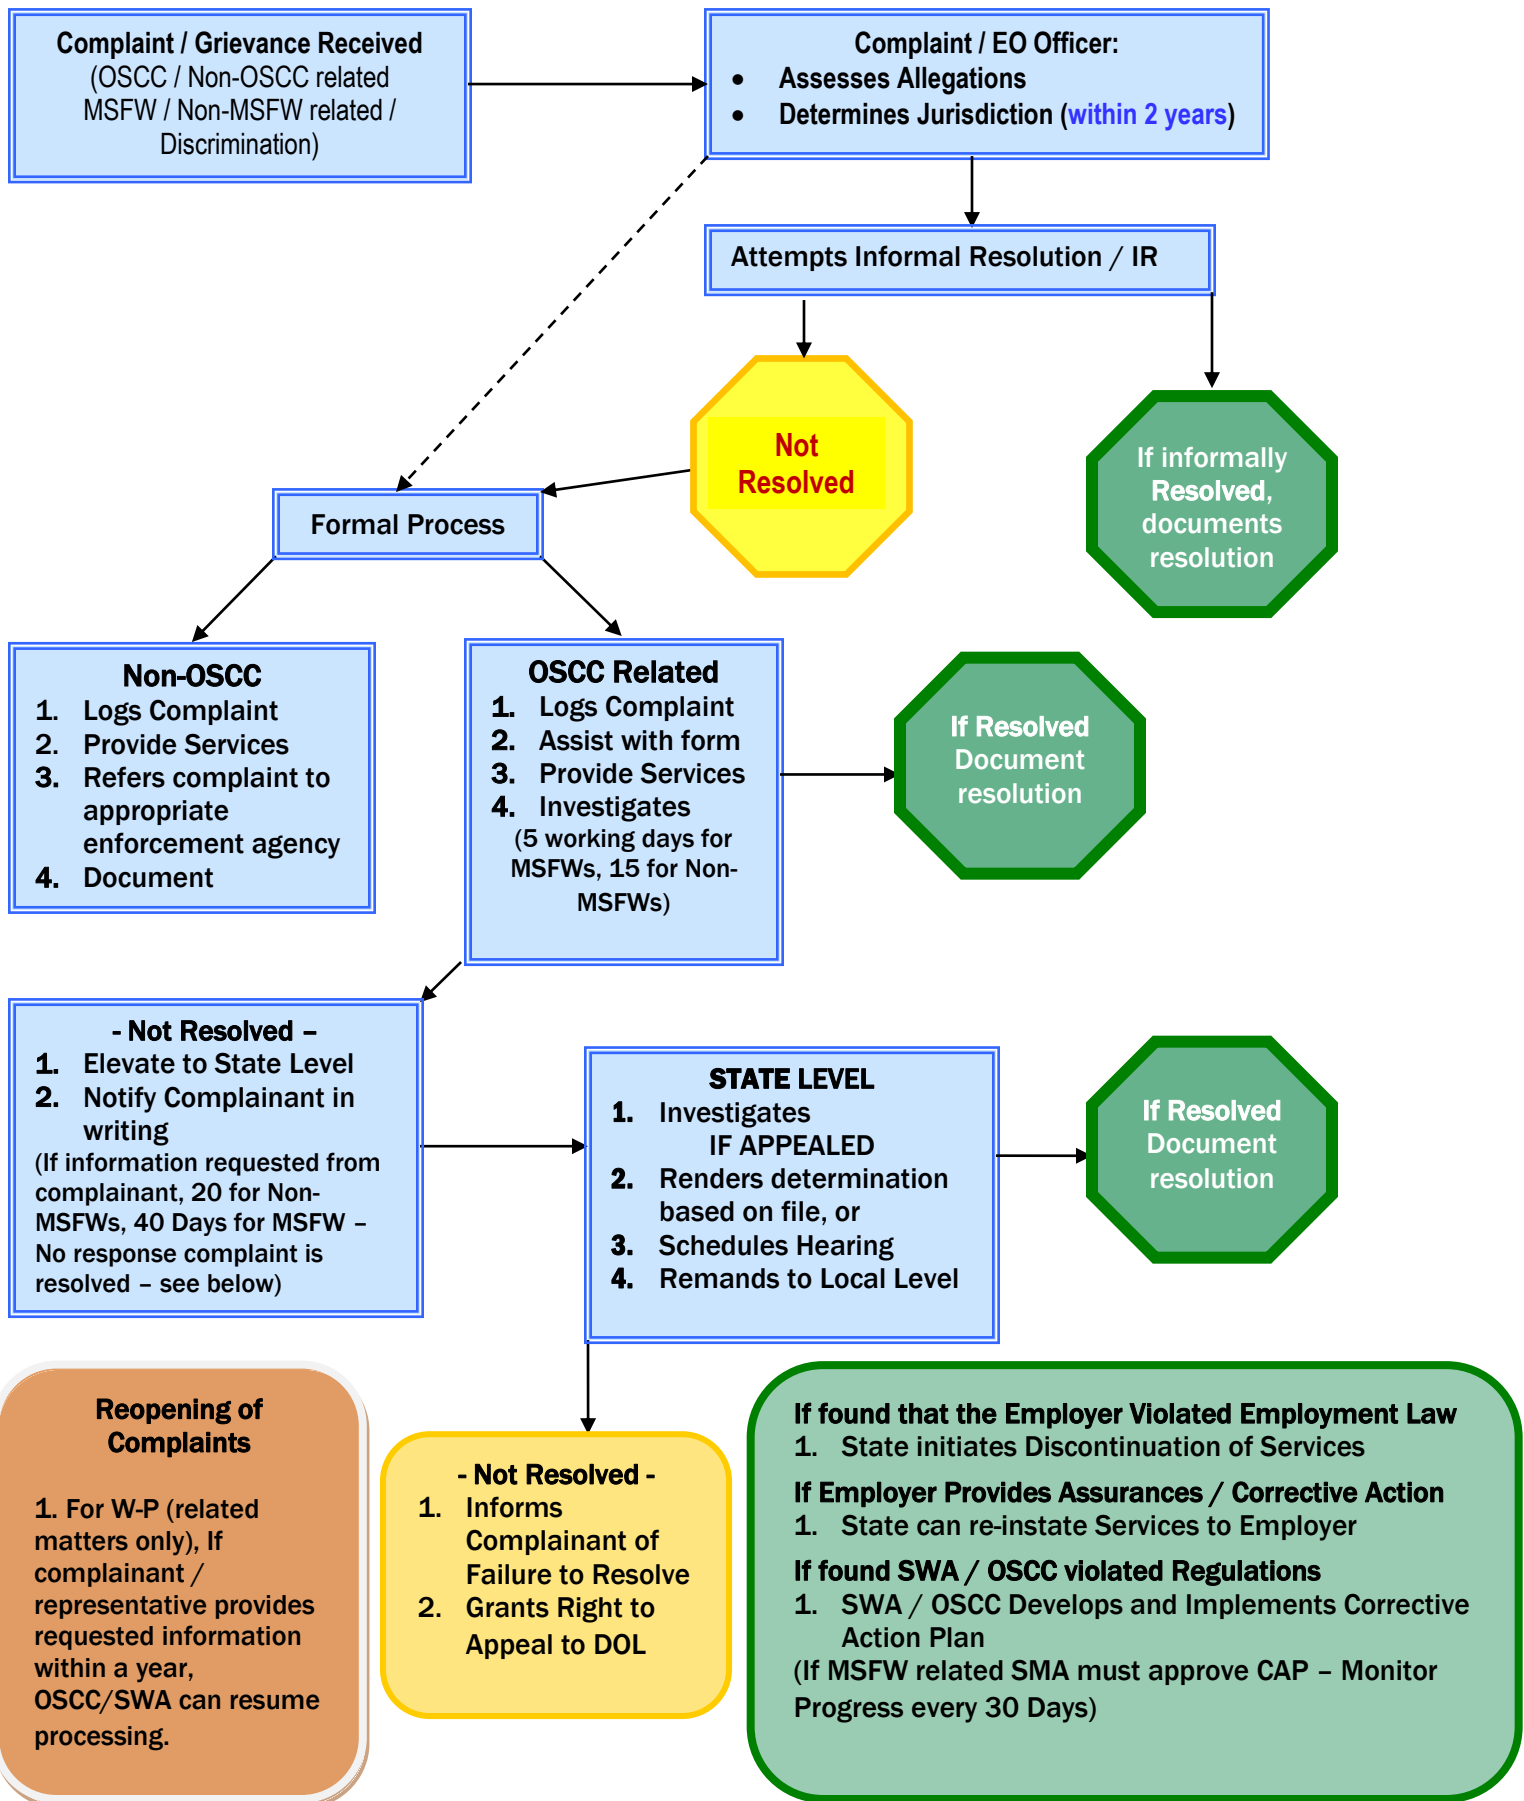 Complaint / Grievance Received
(OSCC / Non-OSCC related
MSFW / Non-MSFW related /
Discrimination)
Complaint / EO Officer:
• Assesses Allegations
• Determines Jurisdiction (within 2 years)
Attempts Informal Resolution / IR
Not
Resolved
If informally
Resolved,
documents
resolution
Formal Process
Non-OSCC
1. Logs Complaint
2. Provide Services
3. Refers complaint to
appropriate
enforcement agency
4. Document
OSCC Related
1. Logs Complaint
2. Assist with form
3. Provide Services
4. Investigates
(5 working days for
MSFWs, 15 for Non-
MSFWs)
If Resolved
Document
resolution
- Not Resolved –
1. Elevate to State Level
2. Notify Complainant in
writing
(If information requested from
complainant, 20 for Non-
MSFWs, 40 Days for MSFW –
No response complaint is
resolved – see below)
STATE LEVEL
1. Investigates
IF APPEALED
2. Renders determination
based on file, or
3. Schedules Hearing
4. Remands to Local Level
If Resolved
Document
resolution
Reopening of
Complaints
1. For W-P (related
matters only), If
complainant /
representative provides
requested information
within a year,
OSCC/SWA can resume
processing.
- Not Resolved -
1. Informs
Complainant of
Failure to Resolve
2. Grants Right to
Appeal to DOL
If found that the Employer Violated Employment Law
1. State initiates Discontinuation of Services
If Employer Provides Assurances / Corrective Action
1. State can re-instate Services to Employer
If found SWA / OSCC violated Regulations
1. SWA / OSCC Develops and Implements Corrective
Action Plan
(If MSFW related SMA must approve CAP – Monitor
Progress every 30 Days)